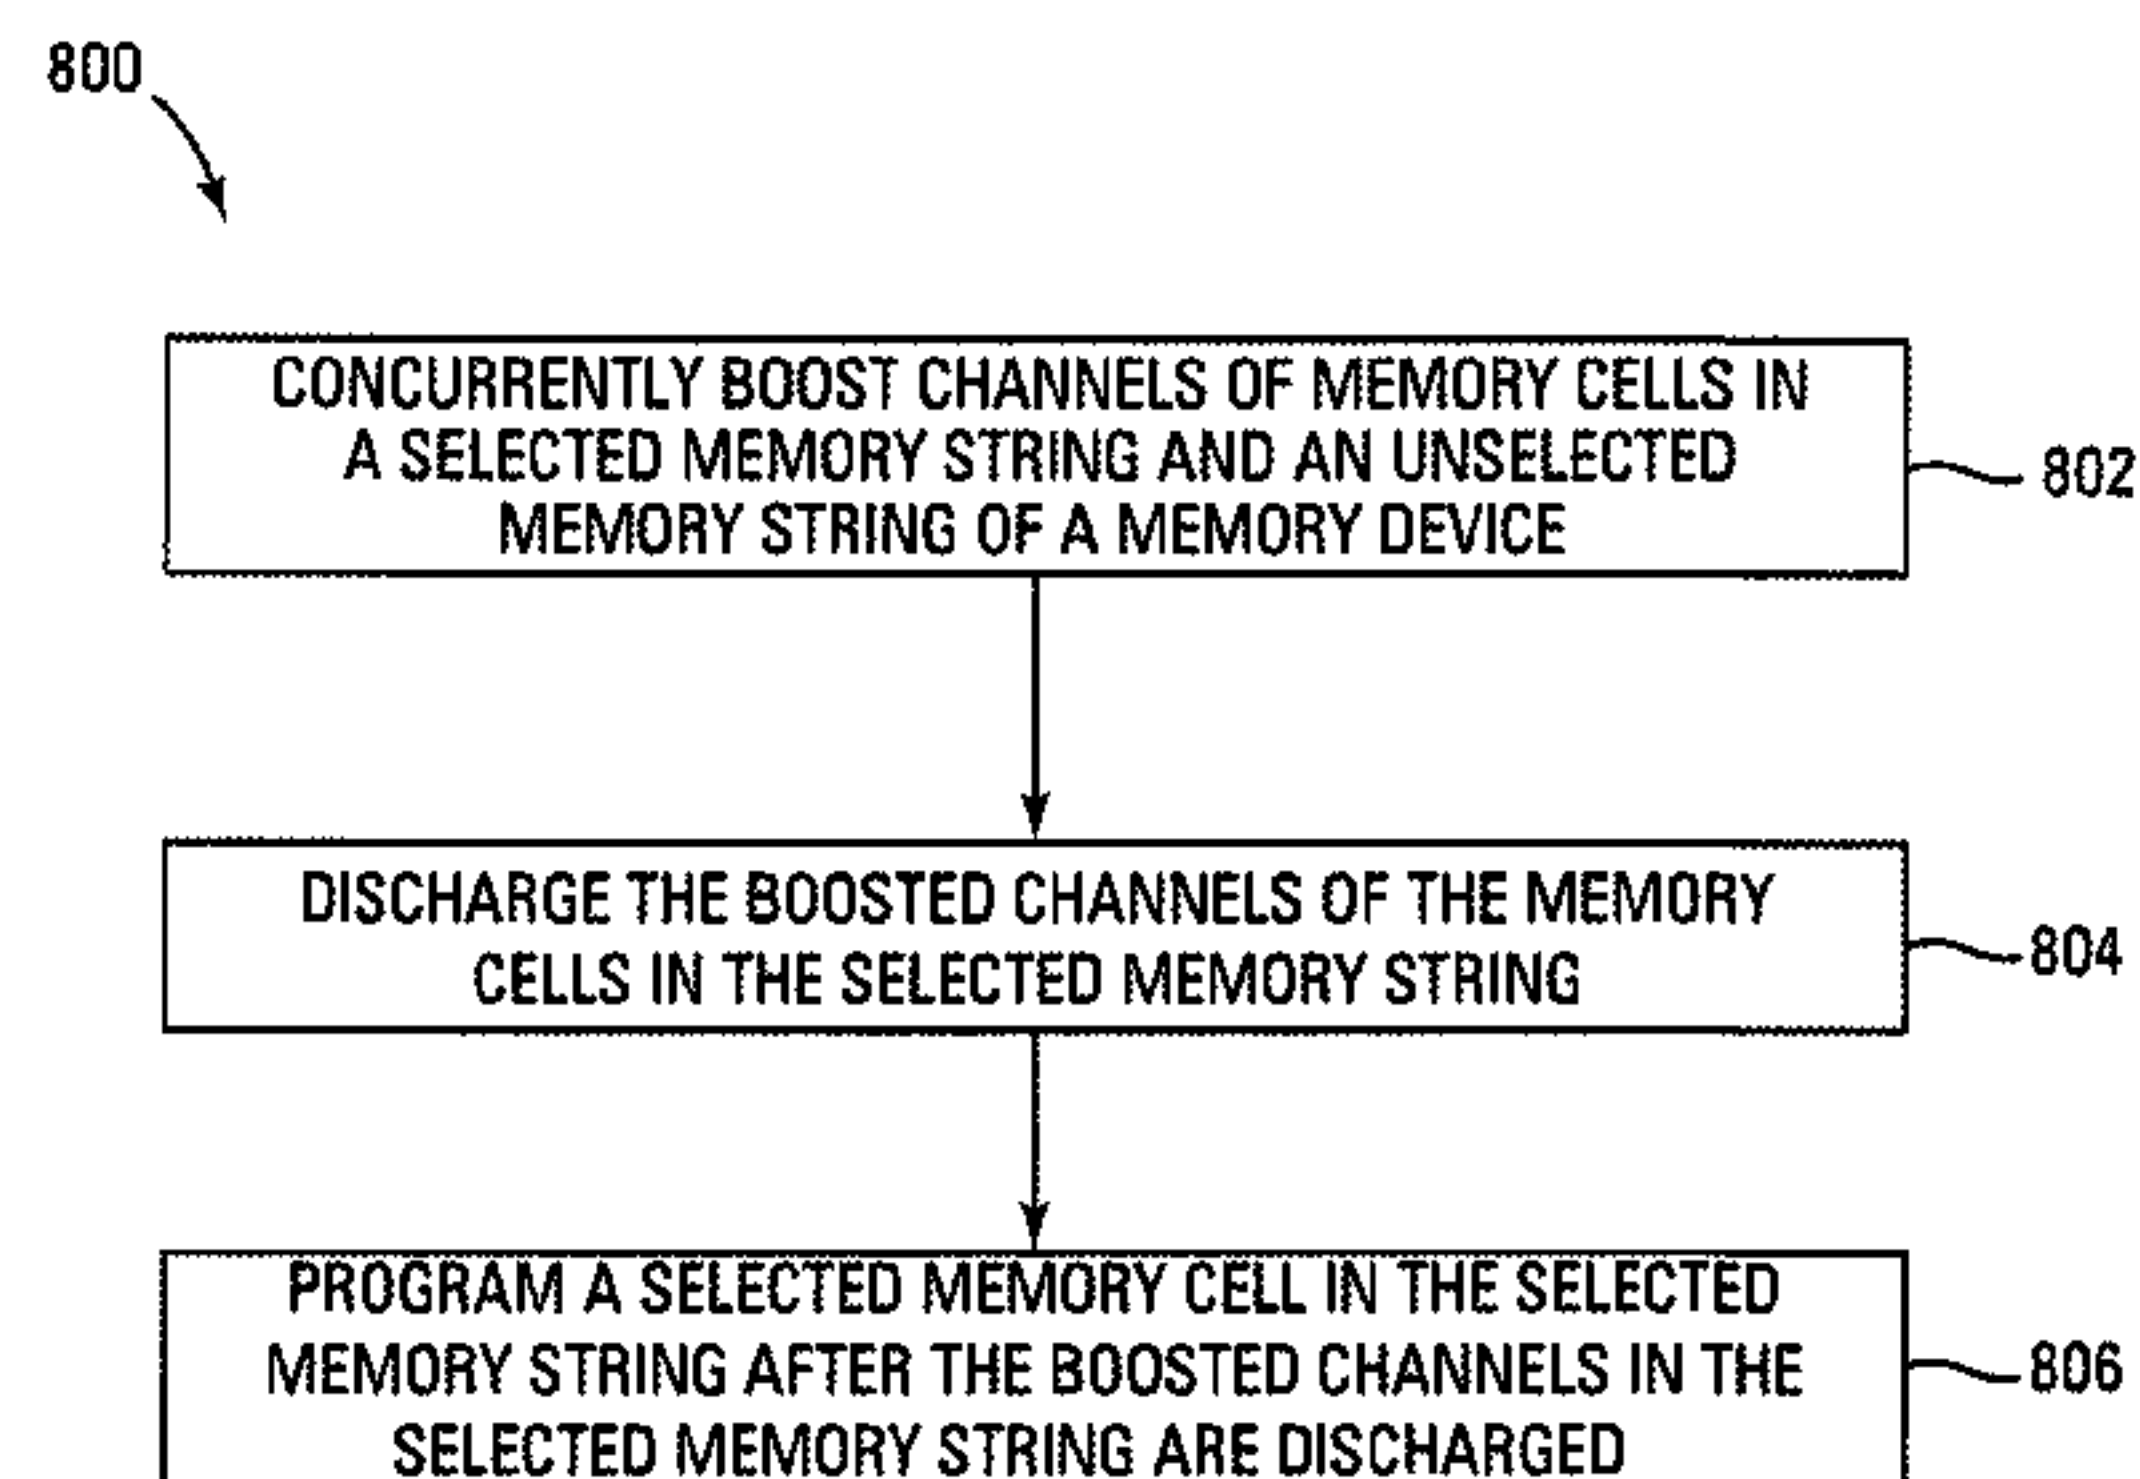 800
CONCURRENTLY BOOST CHANNELS OF MEMORY CELLS IN
A SELECTED MEMORY STRING AND AN UNSELECTED
MEMORY STRING OF A MEMORY DEVICE
802
DISCHARGE THE BOOSTED CHANNELS OF THE MEMORY
CELLS IN THE SELECTED MEMORY STRING
804
PROGRAM A SELECTED MEMORY CELL IN THE SELECTED
MEMORY STRING AFTER THE BOOSTED CHANNELS IN THE
SELECTED MEMORY STRING ARE DISCHARGED
806